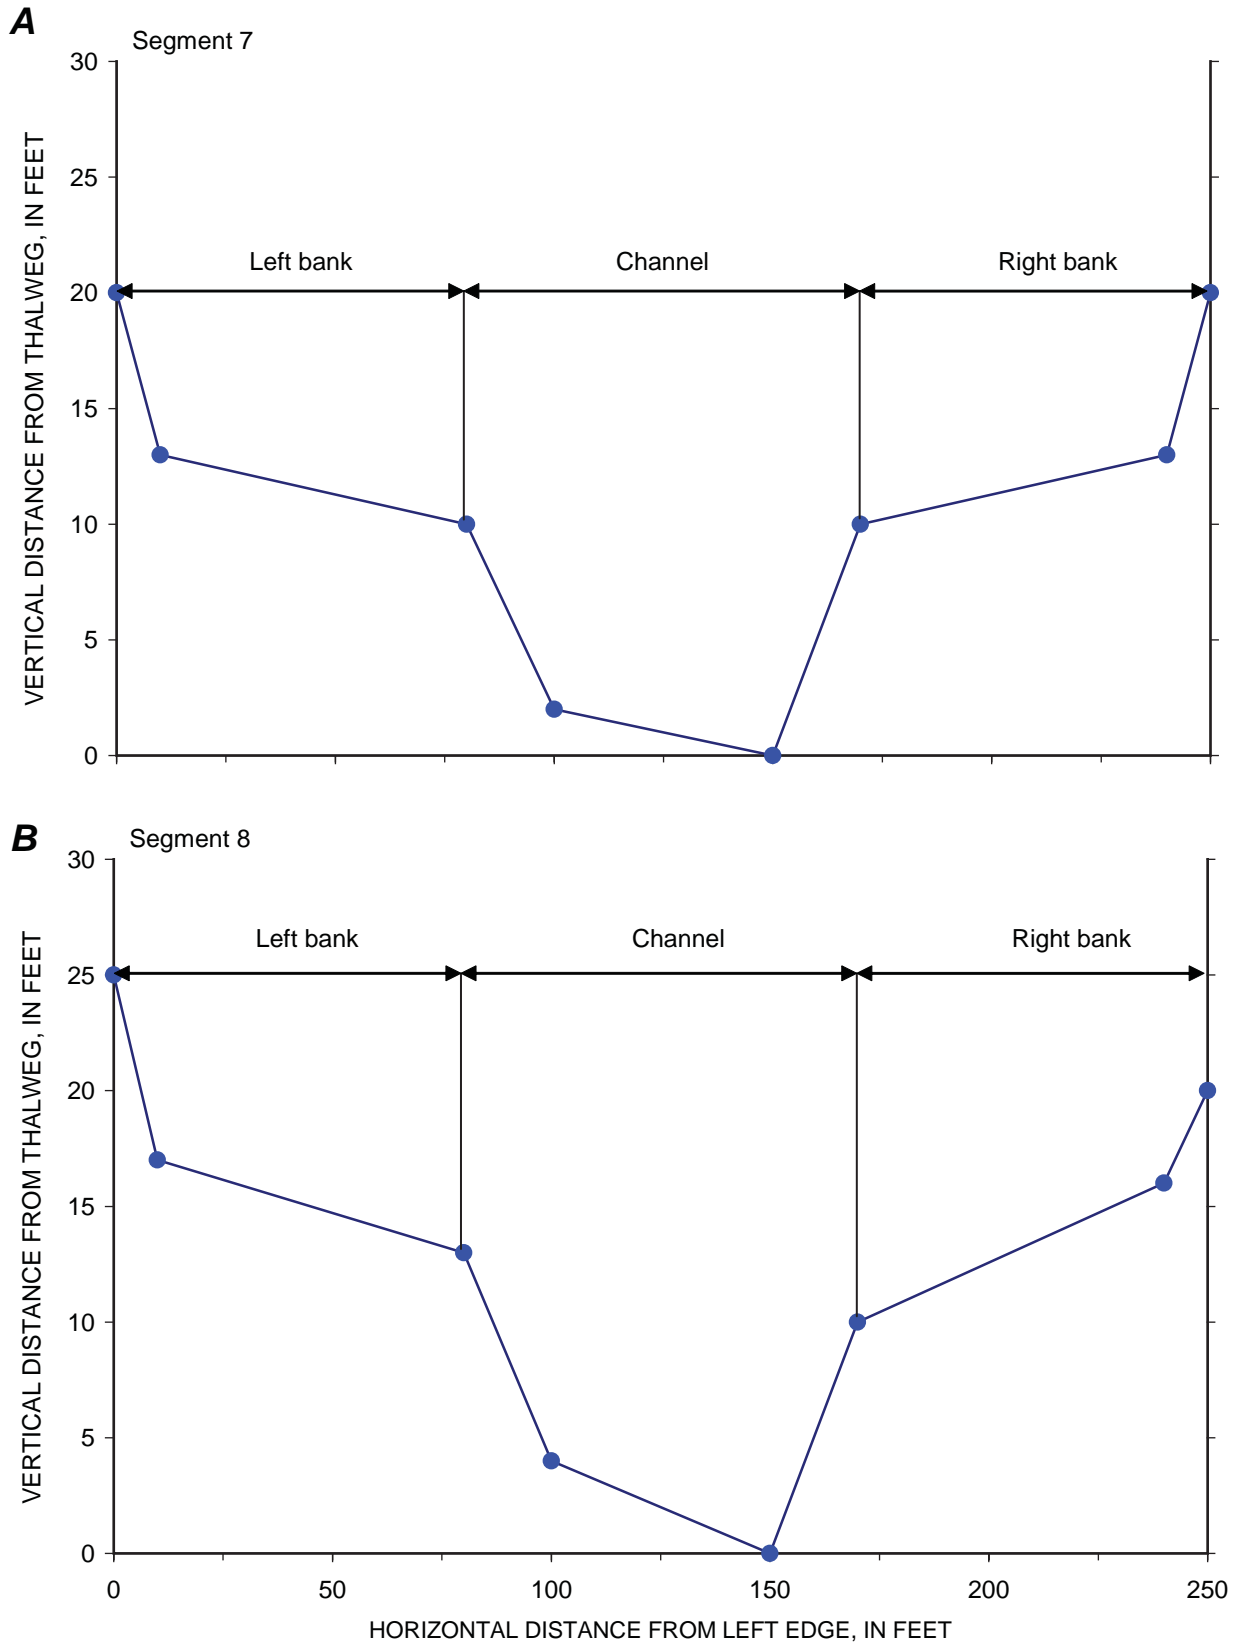 A
Segment 7
30
25
20
15
10
5
0
VERTICAL DISTANCE FROM THALWEG, IN FEET
Left bank
Channel
Right bank
B
Segment 8
30
25
20
15
10
5
0
VERTICAL DISTANCE FROM THALWEG, IN FEET
Left bank
Channel
Right bank
0
50
100
150
200
250
HORIZONTAL DISTANCE FROM LEFT EDGE, IN FEET